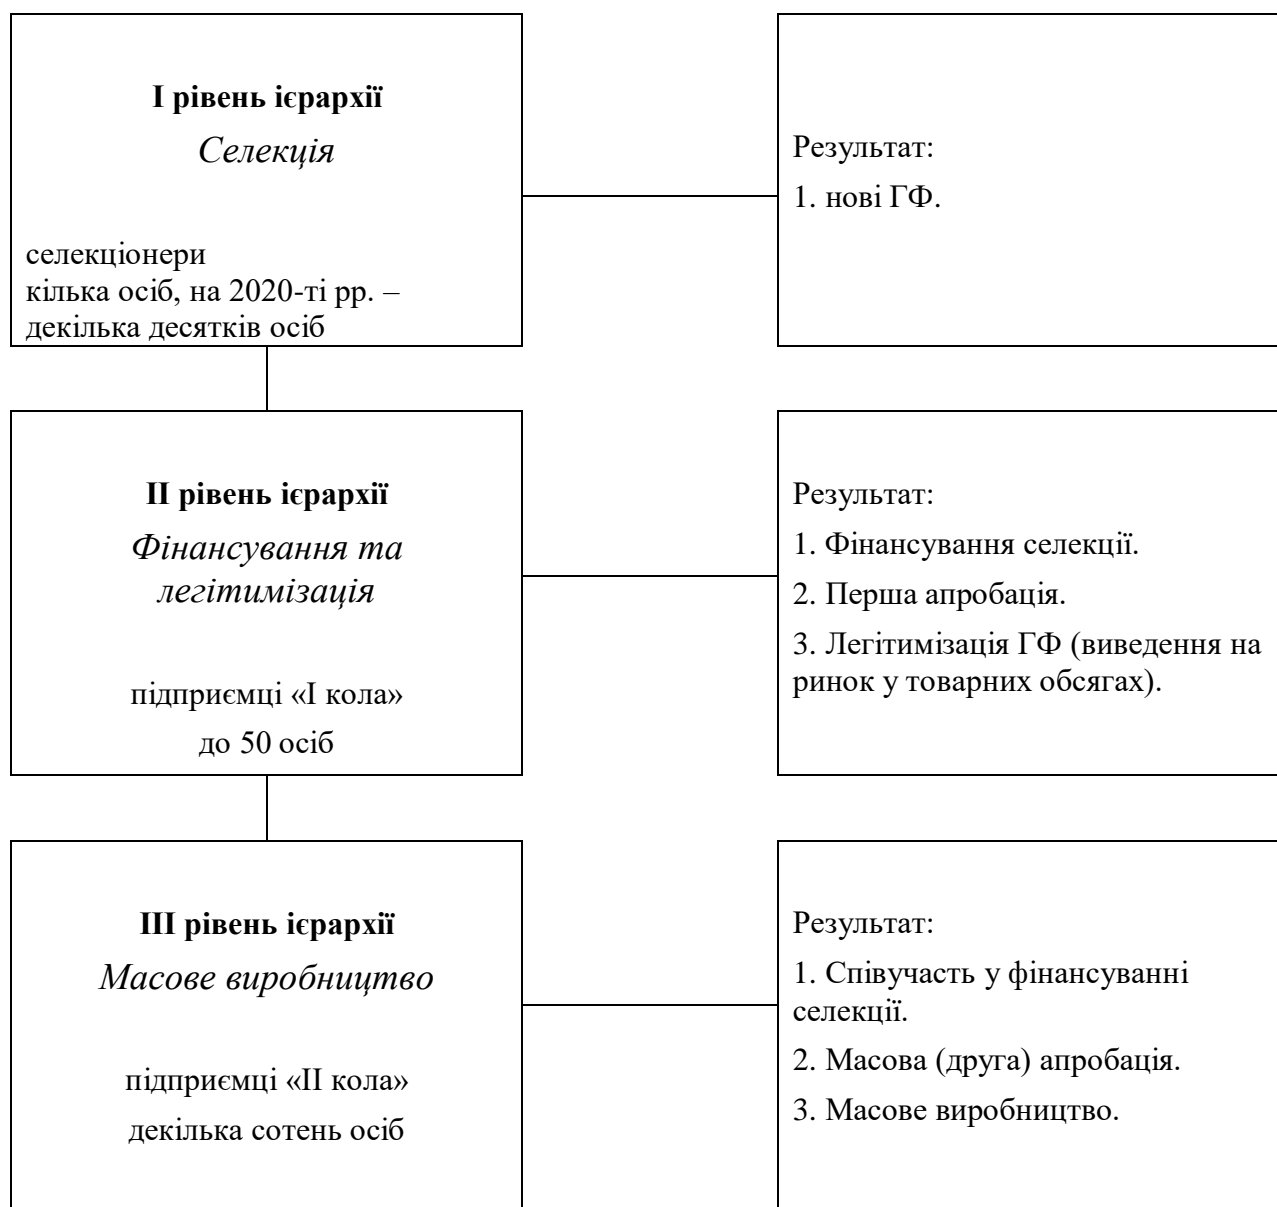 І рівень ієрархії
Селекція
селекціонери
кілька осіб, на 2020-ті рр. –
декілька десятків осіб
Результат:
1. нові ГФ.
ІІ рівень ієрархії
Фінансування та
легітимізація
підприємці «І кола»
до 50 осіб
Результат:
1. Фінансування селекції.
2. Перша апробація.
3. Легітимізація ГФ (виведення на
ринок у товарних обсягах).
ІІІ рівень ієрархії
Масове виробництво
підприємці «ІІ кола»
декілька сотень осіб
Результат:
1. Співучасть у фінансуванні
селекції.
2. Масова (друга) апробація.
3. Масове виробництво.